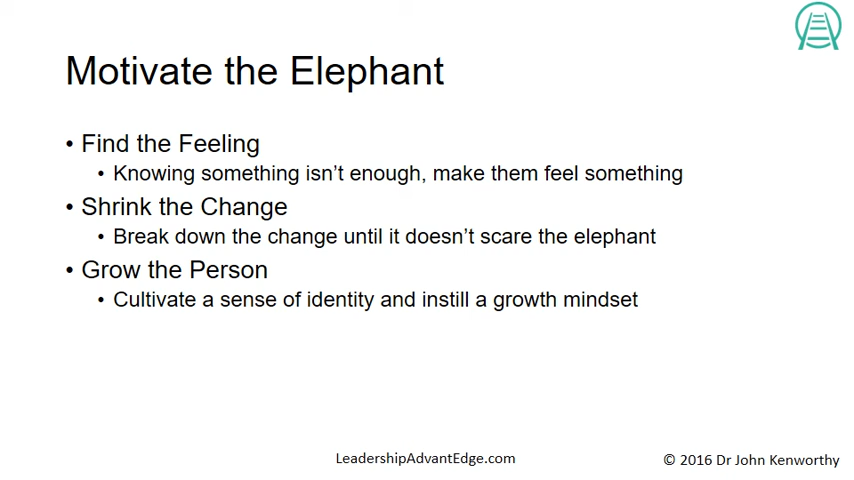 Motivate the Elephant
• Find the Feeling
• Knowing something isn’t enough, make them feel something
• Shrink the Change
• Break down the change until it doesn’t scare the elephant
• Grow the Person
• Cultivate a sense of identity and instill a growth mindset
LeadershipAdvantEdge.com
© 2016 Dr John Kenworthy